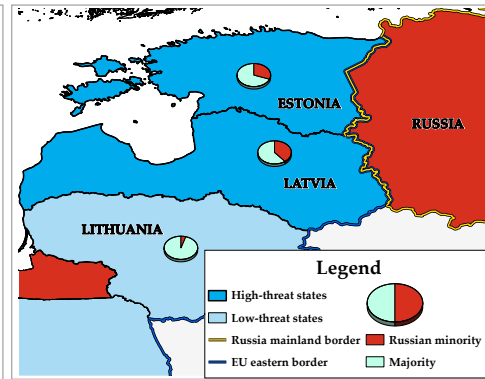 ESTONIA
RUSSIA
LATVIA
LITHUANIA
Legend
High-threat states
Low-threat states
Russia mainland border
Russian minority
EU eastern border
Majority